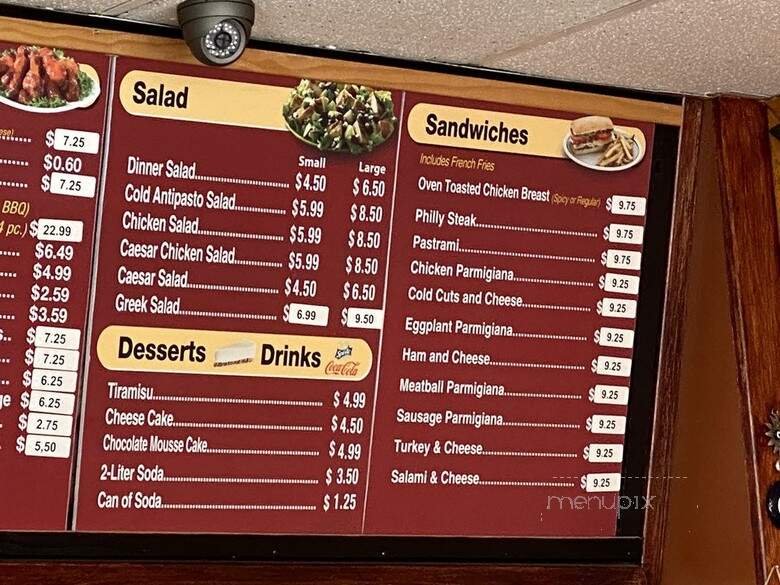 ese)
$ 7.25
$0.60
$ 7.25
BBQ)
4 pc.) $ 22.99
$6.49
$4.99
$2.59
$3.59
$ 7.25
$ 7.25
$ 6.25
ge $ 6.25
$ 2.75
$ 5.50
Salad
Small Large
Dinner Salad $4.50 $6.50
Cold Antipasto Salad $5.99 $8.50
Chicken Salad $5.99 $8.50
Caesar Chicken Salad $5.99 $8.50
Caesar Salad $4.50 $6.50
Greek Salad $ 6.99 $ 9.50
Desserts Drinks
Coca-Cola
Tiramisu $ 4.99
Cheese Cake $ 4.50
Chocolate Mousse Cake $ 4.99
2-Liter Soda $ 3.50
Can of Soda $ 1.25
Sandwiches
Includes French Fries
Oven Toasted Chicken Breast (Spicy or Regular) $ 9.75
Philly Steak $ 9.75
Pastrami $ 9.75
Chicken Parmigiana $ 9.25
Cold Cuts and Cheese $ 9.25
Eggplant Parmigiana $ 9.25
Ham and Cheese $ 9.25
Meatball Parmigiana $ 9.25
Sausage Parmigiana $ 9.25
Turkey & Cheese $ 9.25
Salami & Cheese $ 9.25
menupix